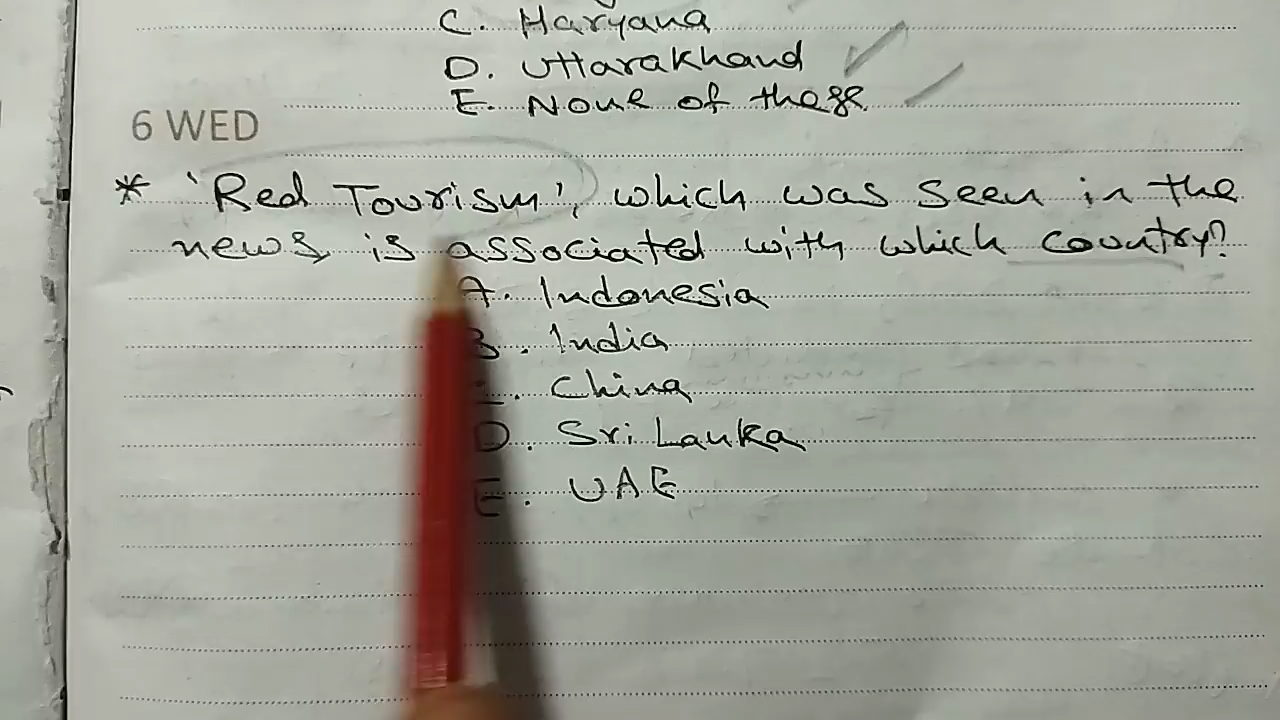 C. Haryana
D. Uttarakhand
E. None of these
6 WED
* 'Red Tourism', which was seen in the
news, is associated with which country?
A. Indonesia
B. India
C. China
D. Sri Lanka
E. UAE